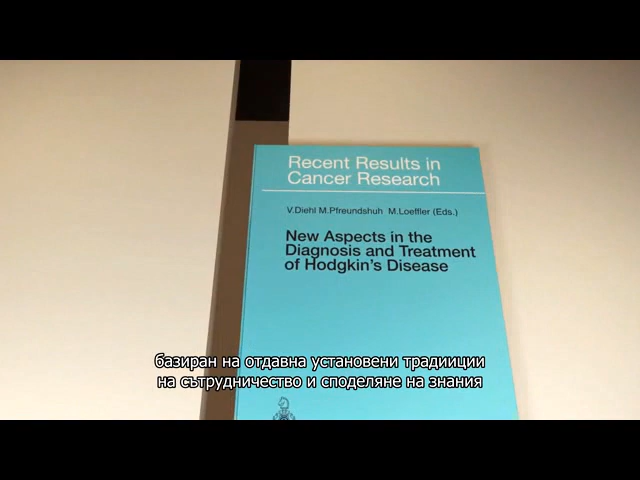 Recent Results in
Cancer Research
V.Diehl M.Pfreundshuh M.Loeffler (Eds.)
New Aspects in the
Diagnosis and Treatment
of Hodgkin's Disease
базиран на отдавна установени традииции
на сътрудничество и споделяне на знания